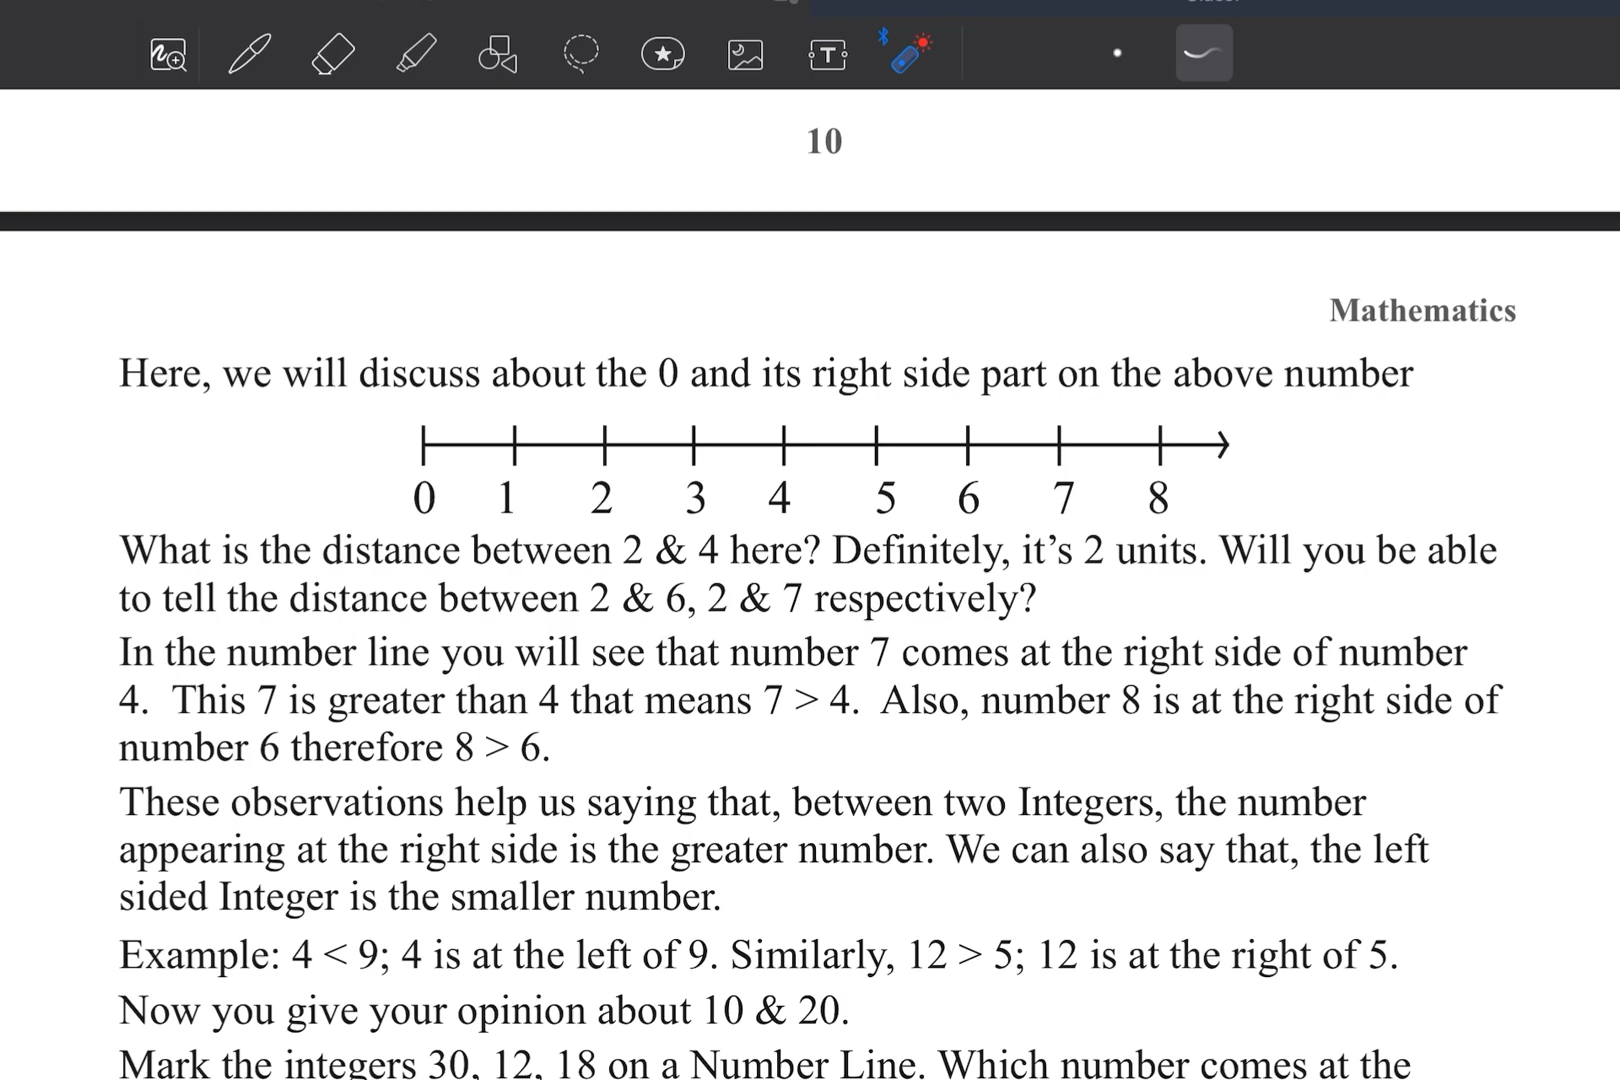 10
Mathematics
Here, we will discuss about the 0 and its right side part on the above number
0 1 2 3 4 5 6 7 8
What is the distance between 2 & 4 here? Definitely, it’s 2 units. Will you be able
to tell the distance between 2 & 6, 2 & 7 respectively?
In the number line you will see that number 7 comes at the right side of number
4. This 7 is greater than 4 that means 7 > 4. Also, number 8 is at the right side of
number 6 therefore 8 > 6.
These observations help us saying that, between two Integers, the number
appearing at the right side is the greater number. We can also say that, the left
sided Integer is the smaller number.
Example: 4 < 9; 4 is at the left of 9. Similarly, 12 > 5; 12 is at the right of 5.
Now you give your opinion about 10 & 20.
Mark the integers 30, 12, 18 on a Number Line. Which number comes at the